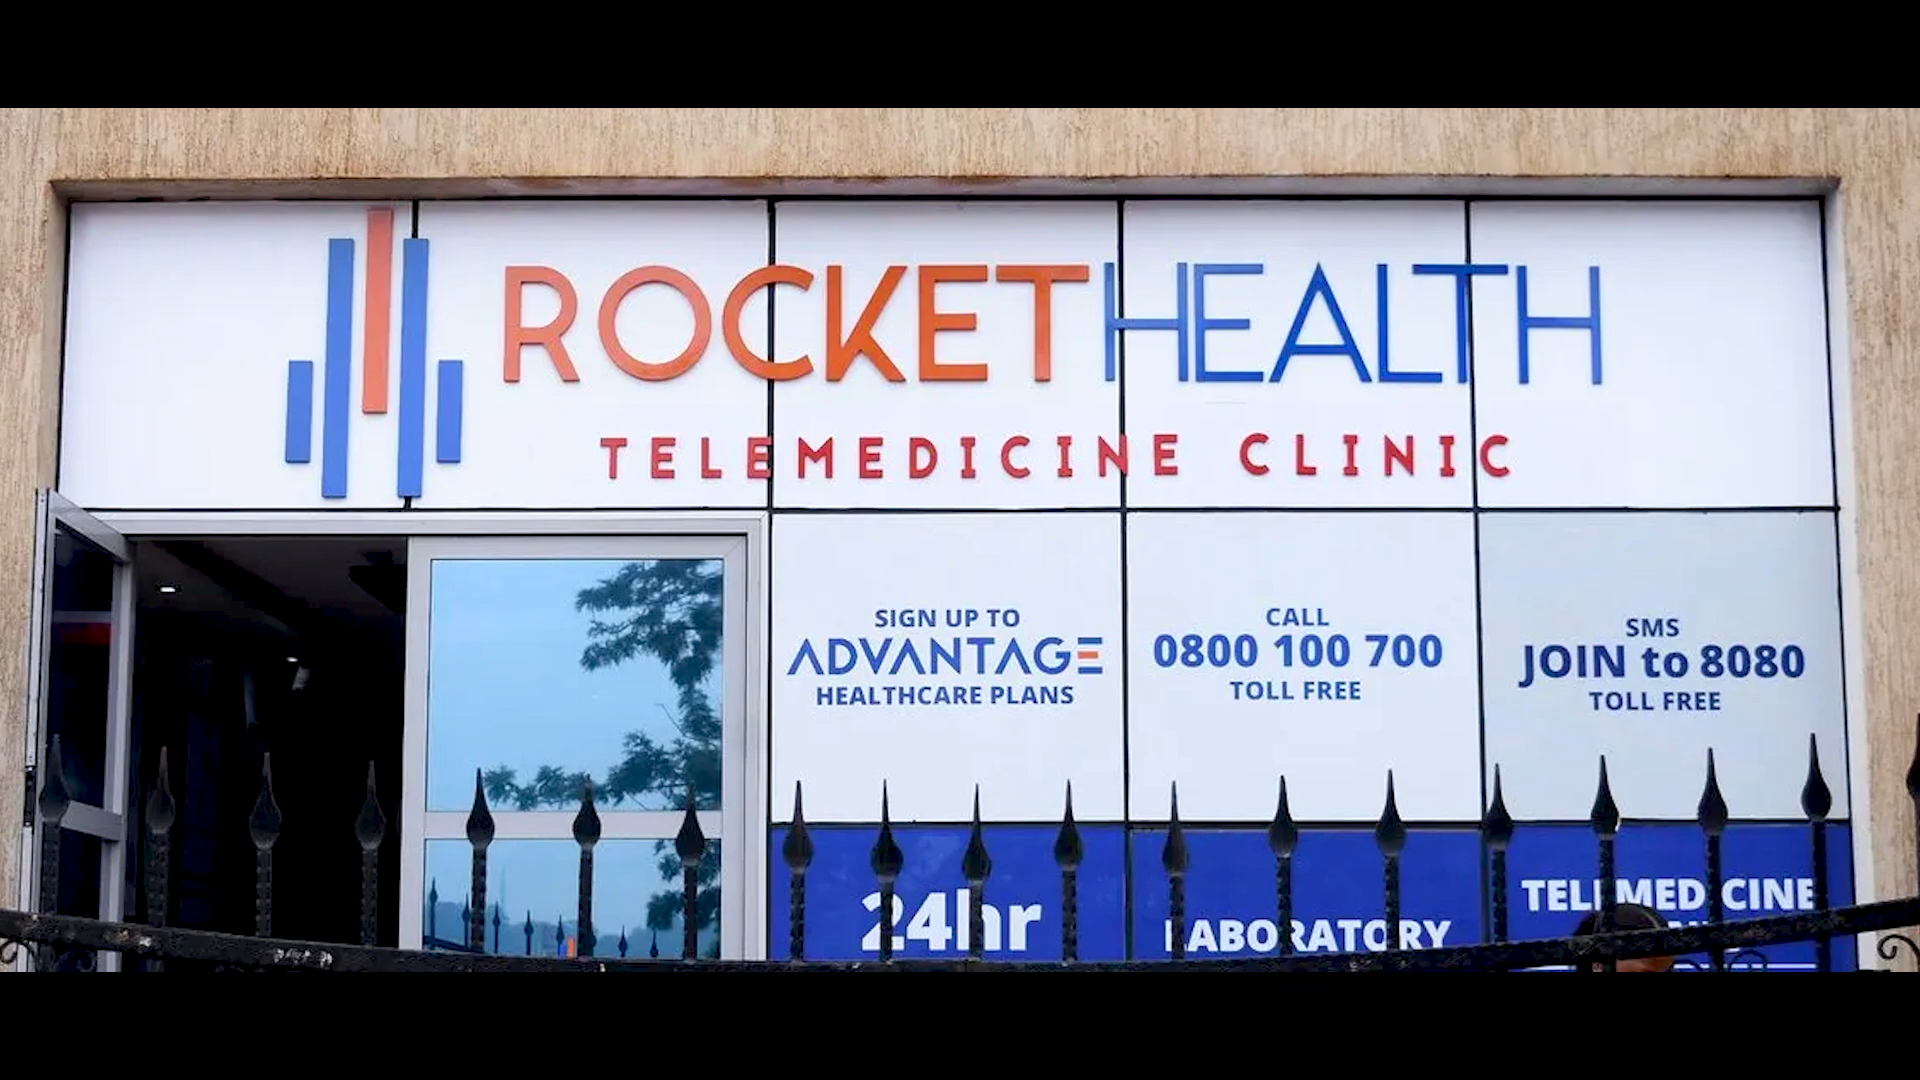 ROCKETHEALTH
TELEMEDICINE CLINIC
SIGN UP TO
ADVANTAGE
HEALTHCARE PLANS
CALL
0800 100 700
TOLL FREE
SMS
JOIN to 8080
TOLL FREE
24hr
LABORATORY
TELEMEDICINE